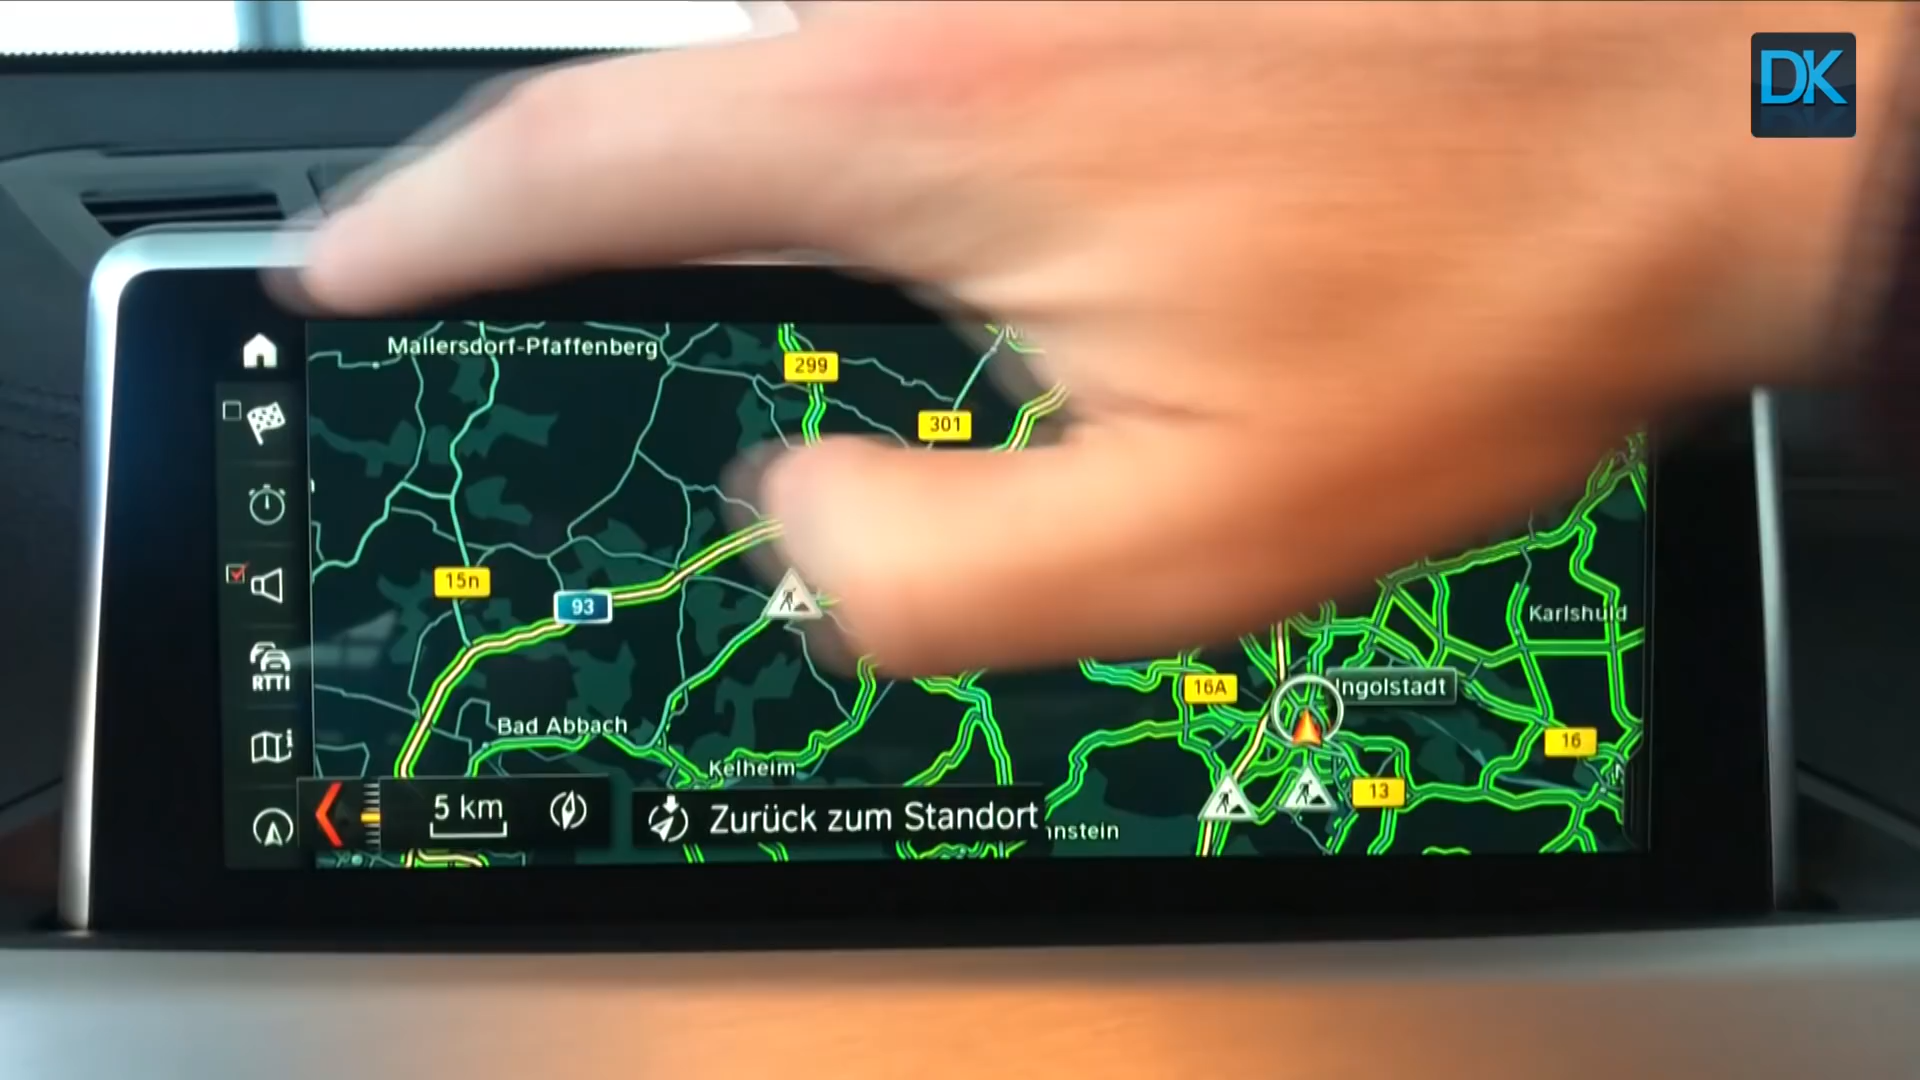 DK
Mallersdorf-Pfaffenberg
299
301
15n
93
Karlshuld
RTTI
16A
Ingolstadt
Bad Abbach
16
Kelheim
13
5 km
Zurück zum Standort
nnstein